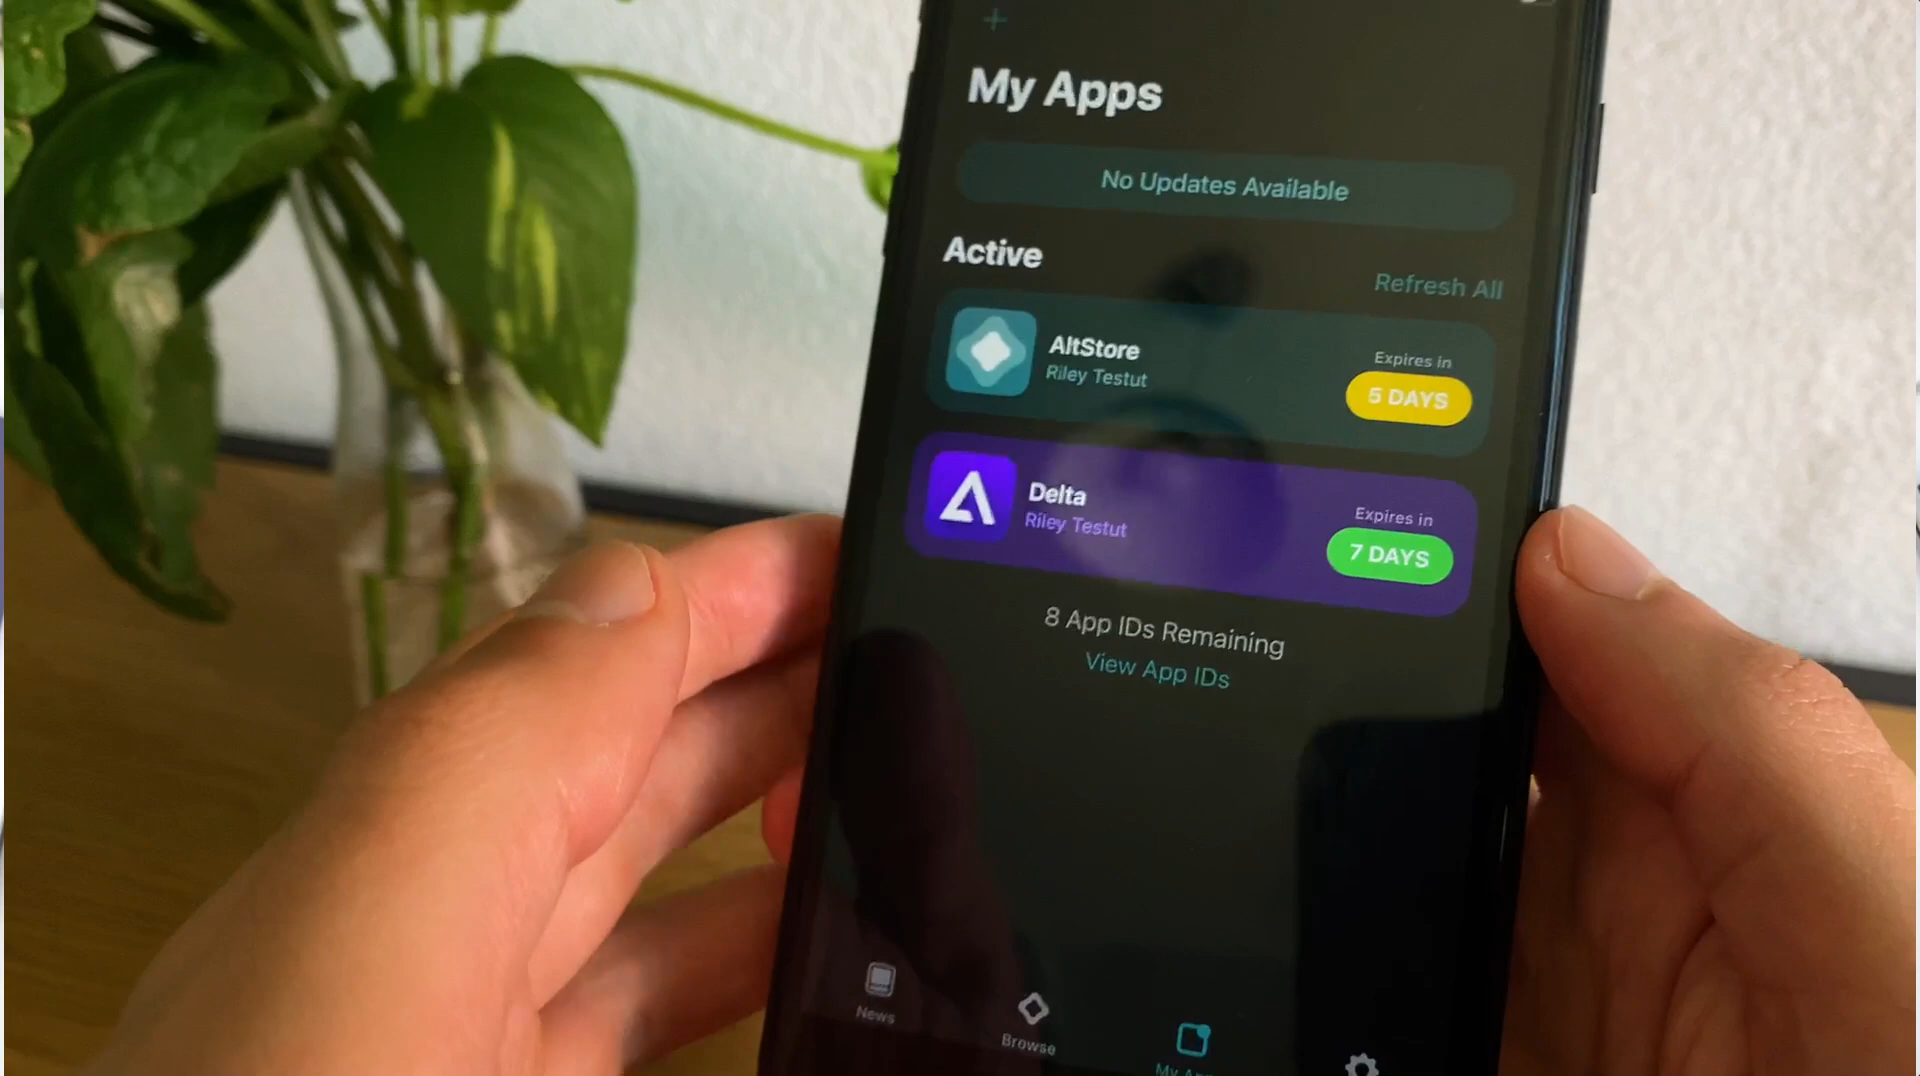 My Apps
No Updates Available
Active
Refresh All
AltStore
Riley Testut
Expires in
5 DAYS
Delta
Riley Testut
Expires in
7 DAYS
8 App IDs Remaining
View App IDs
News
Browse
My